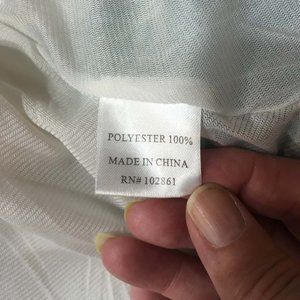 POLYESTER 100%
MADE IN CHINA
RN# 102861